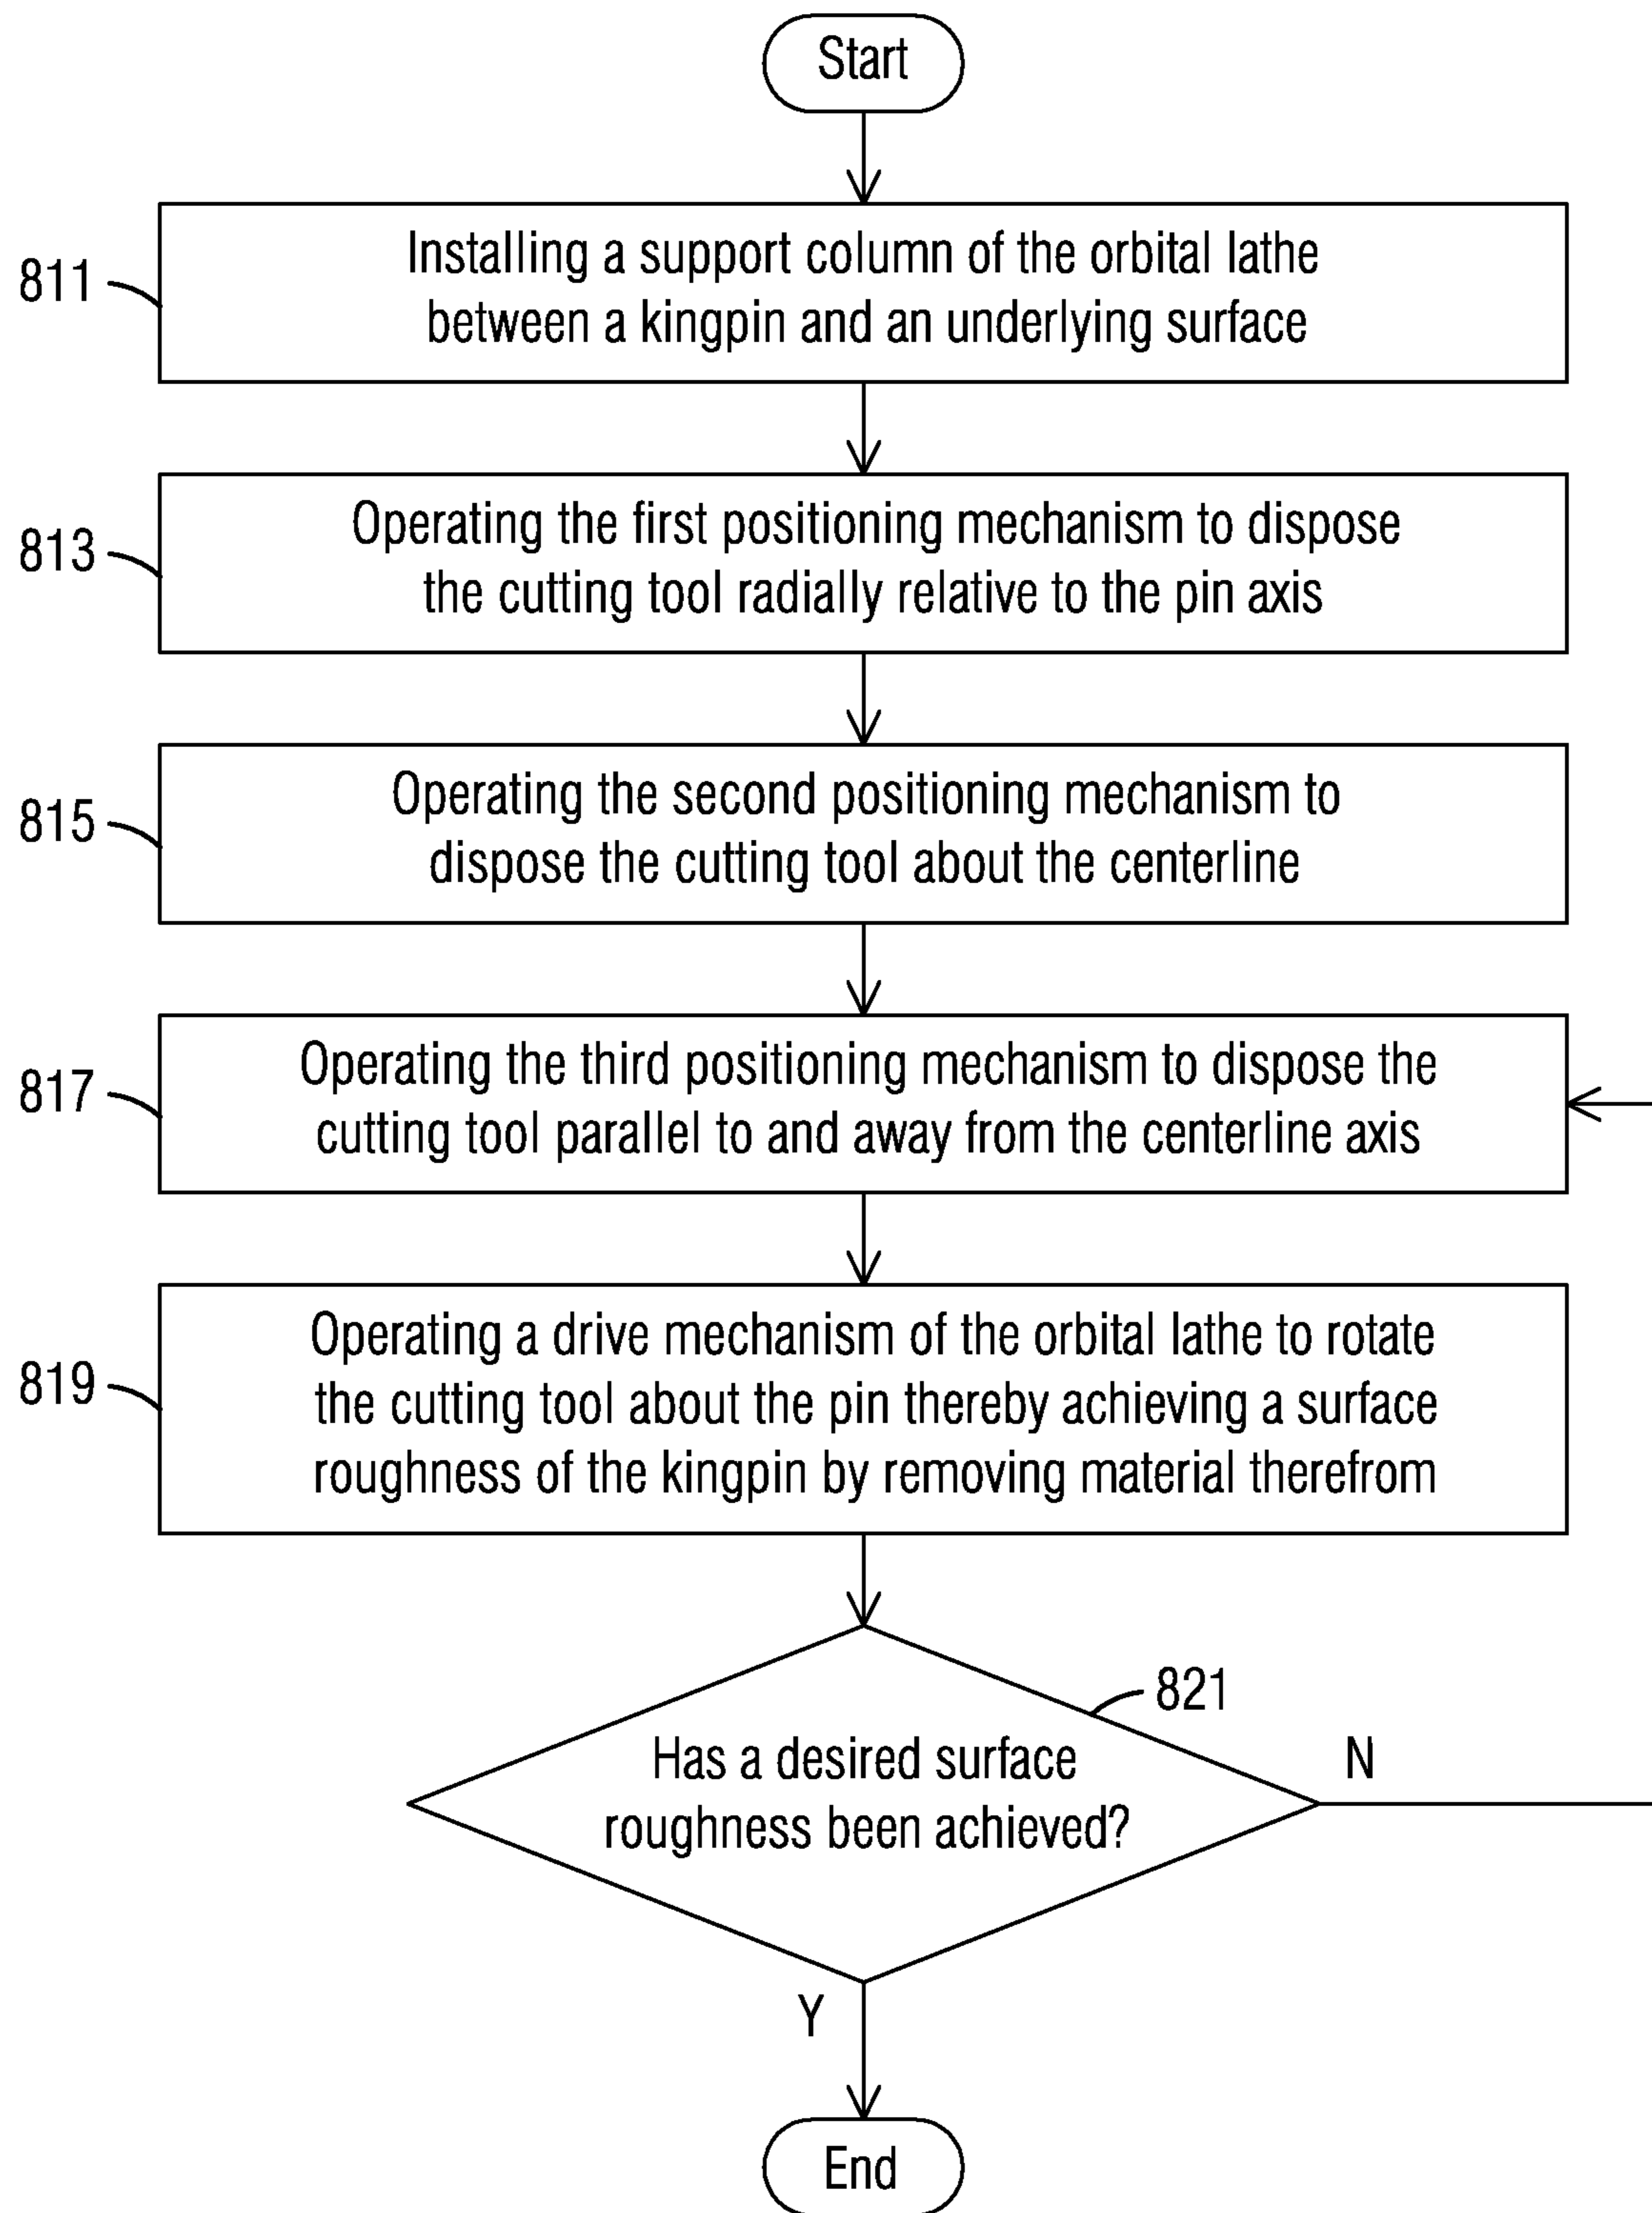 Start
811
Installing a support column of the orbital lathe
between a kingpin and an underlying surface
813
Operating the first positioning mechanism to dispose
the cutting tool radially relative to the pin axis
815
Operating the second positioning mechanism to
dispose the cutting tool about the centerline
817
Operating the third positioning mechanism to dispose the
cutting tool parallel to and away from the centerline axis
819
Operating a drive mechanism of the orbital lathe to rotate
the cutting tool about the pin thereby achieving a surface
roughness of the kingpin by removing material therefrom
821
Has a desired surface
roughness been achieved?
N
Y
End